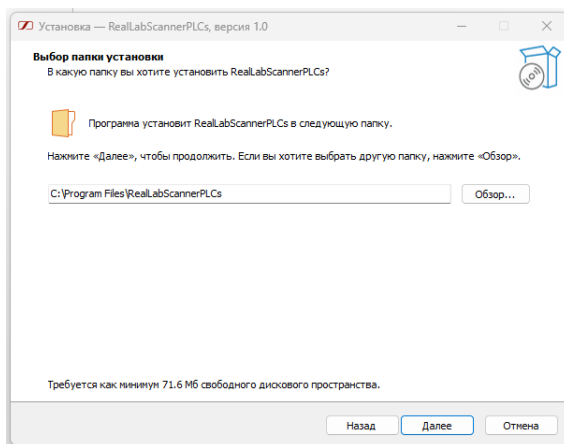 Установка — RealLabScannerPLCs, версия 1.0
Выбор папки установки
В какую папку вы хотите установить RealLabScannerPLCs?
Программа установит RealLabScannerPLCs в следующую папку.
Нажмите «Далее», чтобы продолжить. Если вы хотите выбрать другую папку, нажмите «Обзор».
C:\Program Files\RealLabScannerPLCs
Обзор...
Требуется как минимум 71.6 Мб свободного дискового пространства.
Назад Далее Отмена